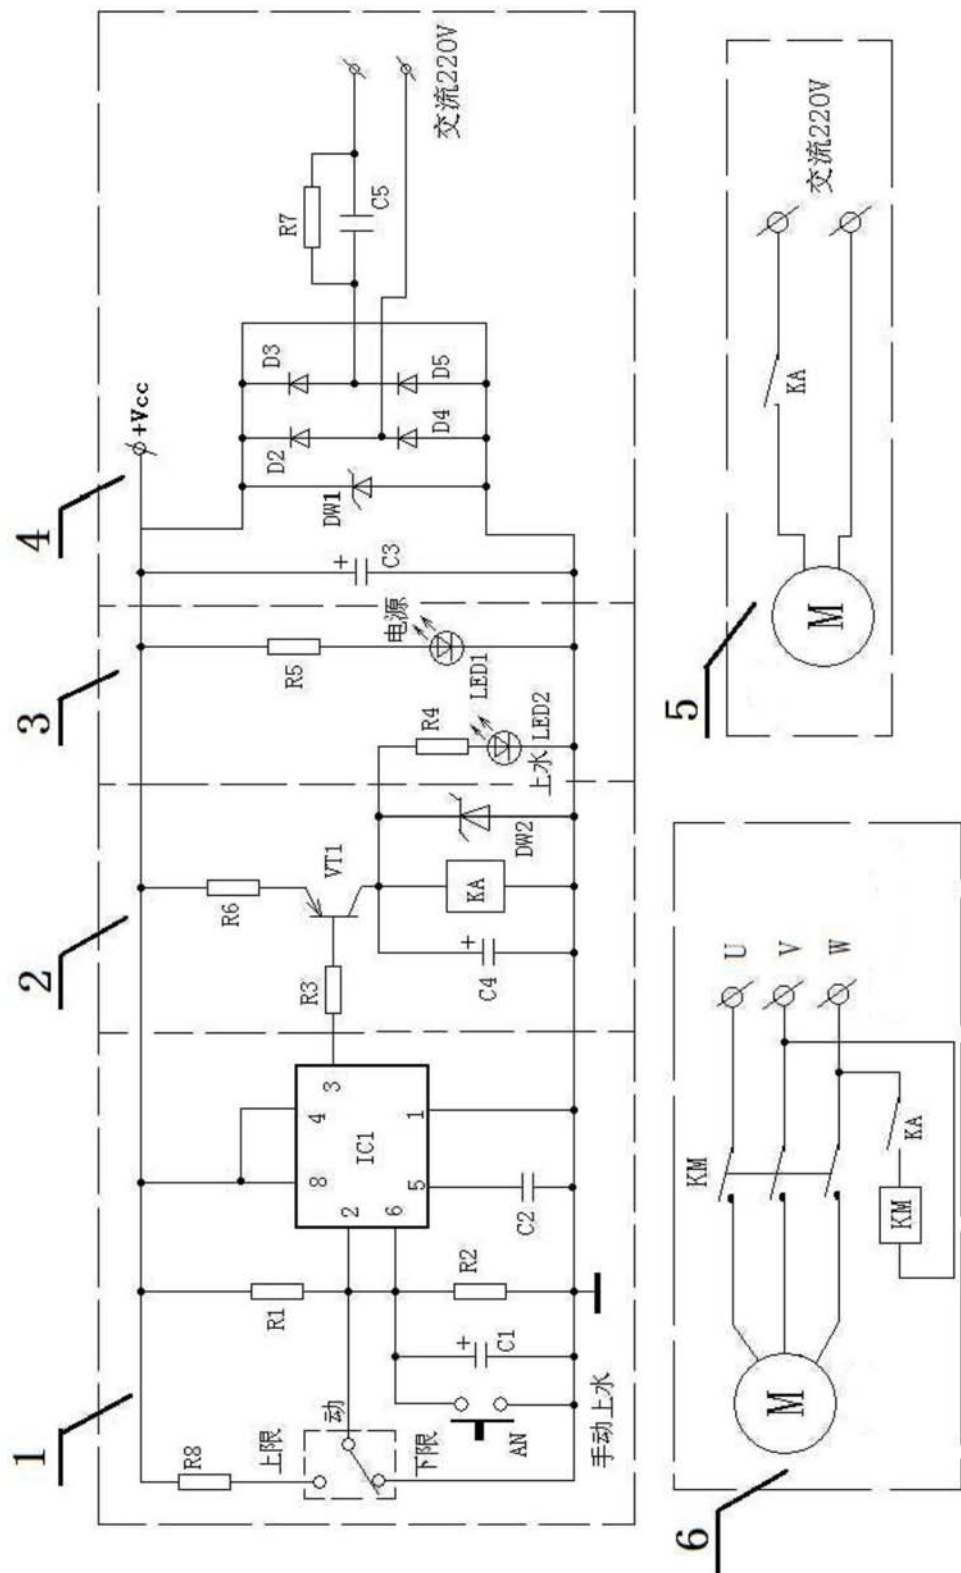 1
2
3
4
+Vcc
R8
上限
动
下限
R1
R2
C1
AN
手动上水
2
6
8
4
IC1
3
5
1
C2
R3
R6
VT1
C4
KA
DW2
上水
R4
LED2
R5
电源
LED1
C3
DW1
D2
D3
D4
D5
R7
C5
交流220V
6
M
KM
KM
KA
U
V
W
5
M
KA
交流220V